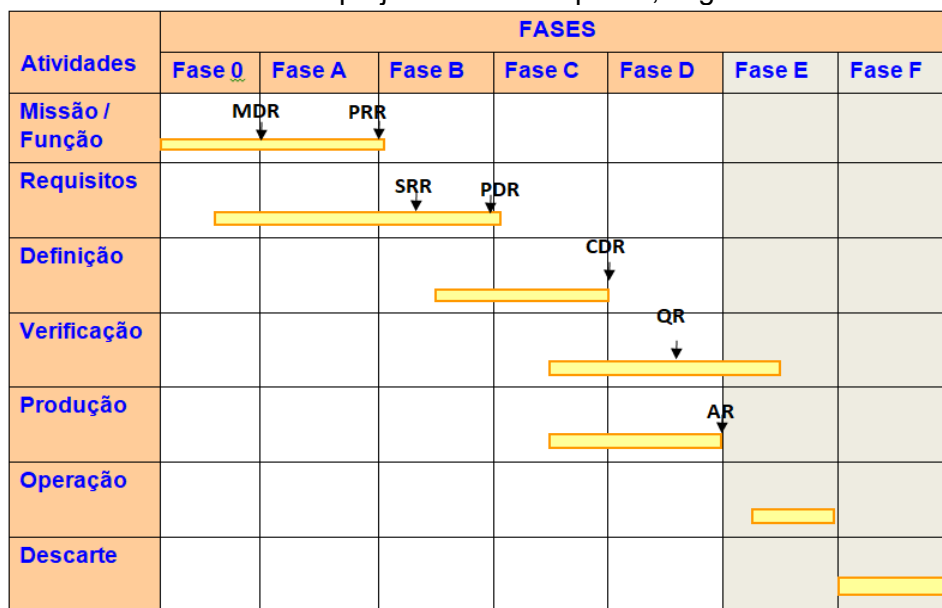 FASES
Atividades
Fase 0
Fase A
Fase B
Fase C
Fase D
Fase E
Fase F
Missão /
Função
MDR
PRR
Requisitos
SRR
PDR
Definição
CDR
Verificação
QR
Produção
AR
Operação
Descarte